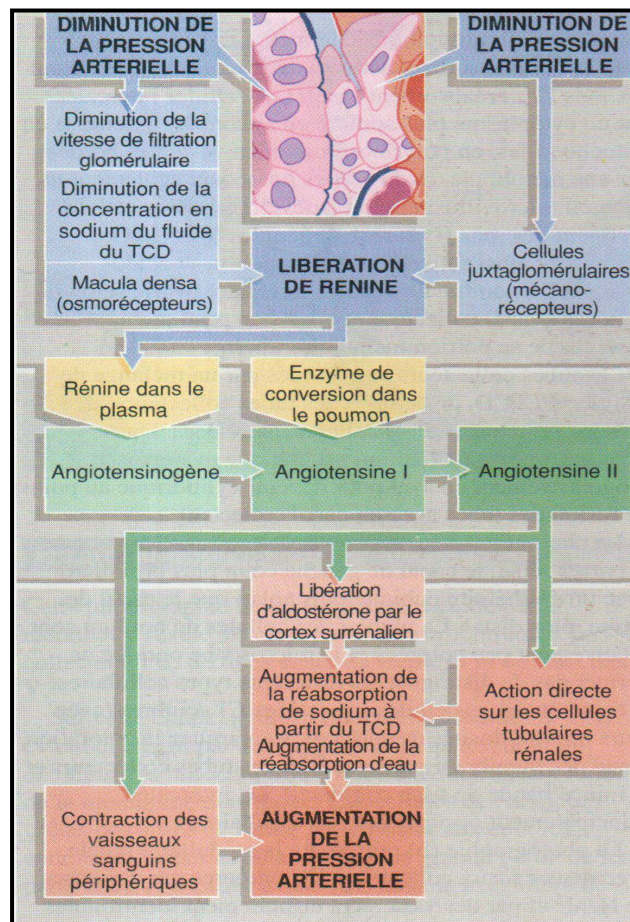 DIMINUTION DE
LA PRESSION
ARTERIELLE
DIMINUTION DE
LA PRESSION
ARTERIELLE
Diminution de la
vitesse de filtration
glomérulaire
Diminution de la
concentration en
sodium du fluide
du TCD
Macula densa
(osmorécepteurs)
LIBERATION
DE RENINE
Cellules
juxtaglomérulaires
(mécano-
récepteurs)
Rénine dans le
plasma
Enzyme de
conversion dans
le poumon
Angiotensinogène
Angiotensine I
Angiotensine II
Libération
d'aldostérone par le
cortex surrénalien
Augmentation de
la réabsorption
de sodium à
partir du TCD
Augmentation de la
réabsorption d'eau
Action directe
sur les cellules
tubulaires
rénales
Contraction des
vaisseaux
sanguins
périphériques
AUGMENTATION
DE LA
PRESSION
ARTERIELLE